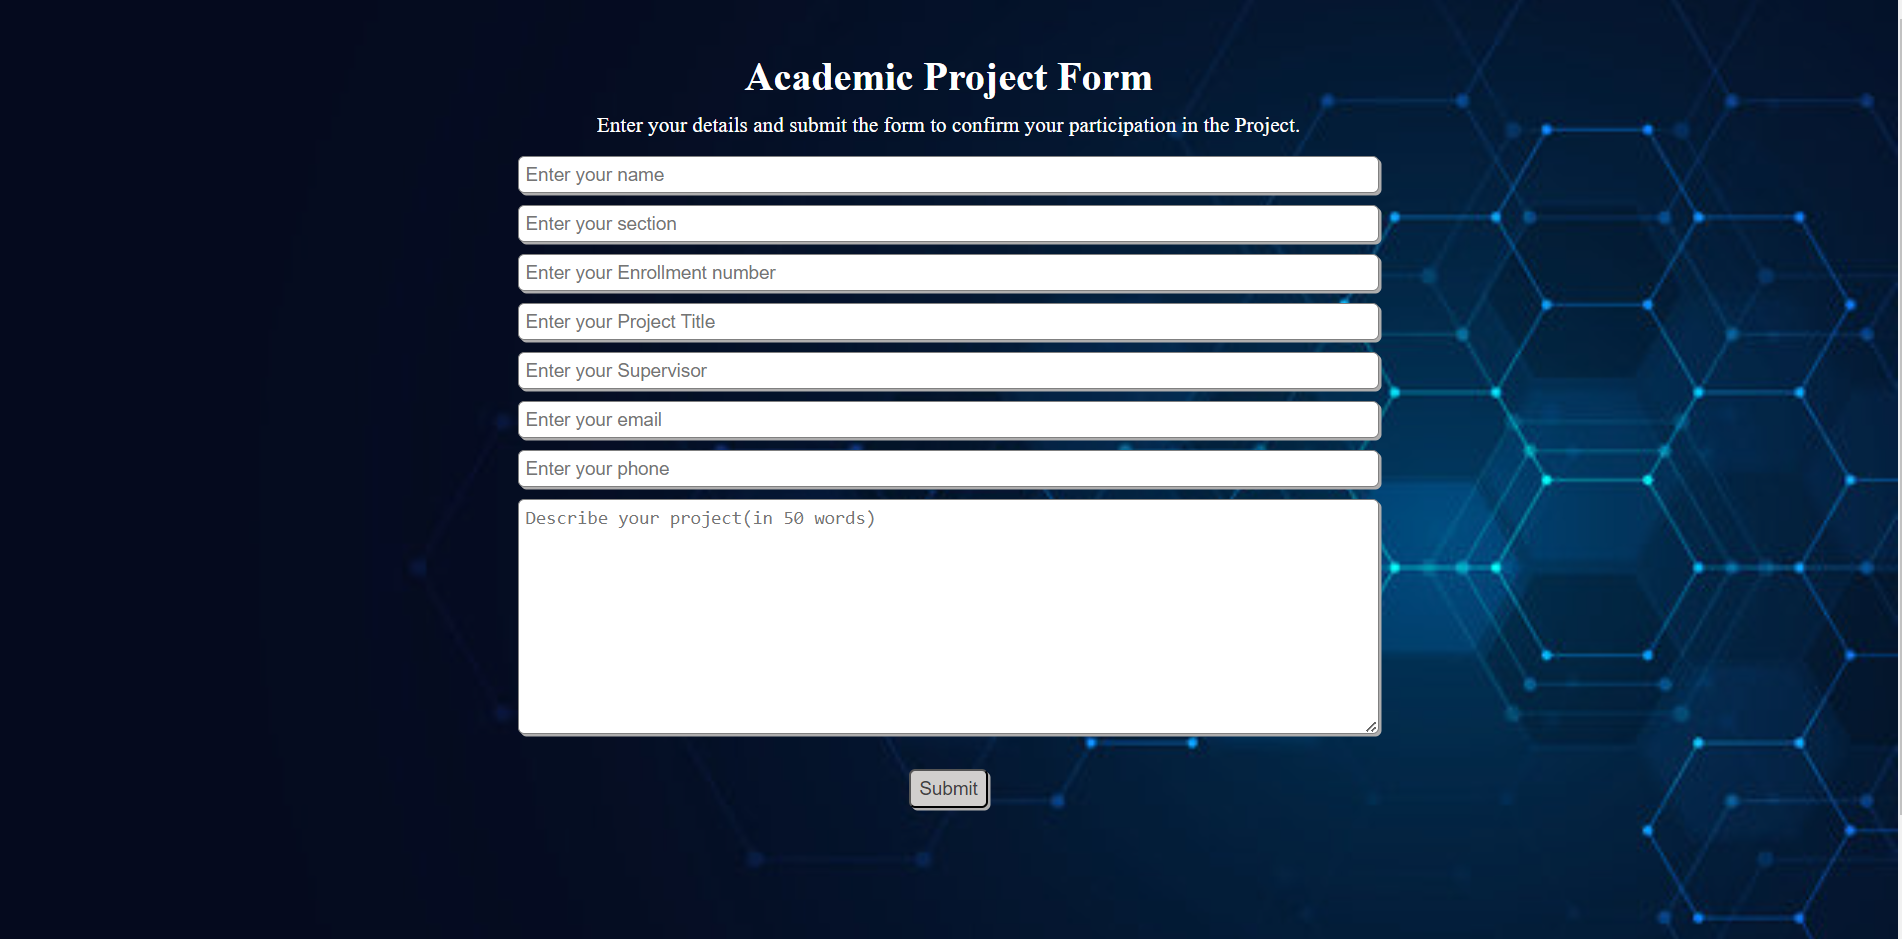 Academic Project Form
Enter your details and submit the form to confirm your participation in the Project.
Enter your name
Enter your section
Enter your Enrollment number
Enter your Project Title
Enter your Supervisor
Enter your email
Enter your phone
Describe your project(in 50 words)
Submit